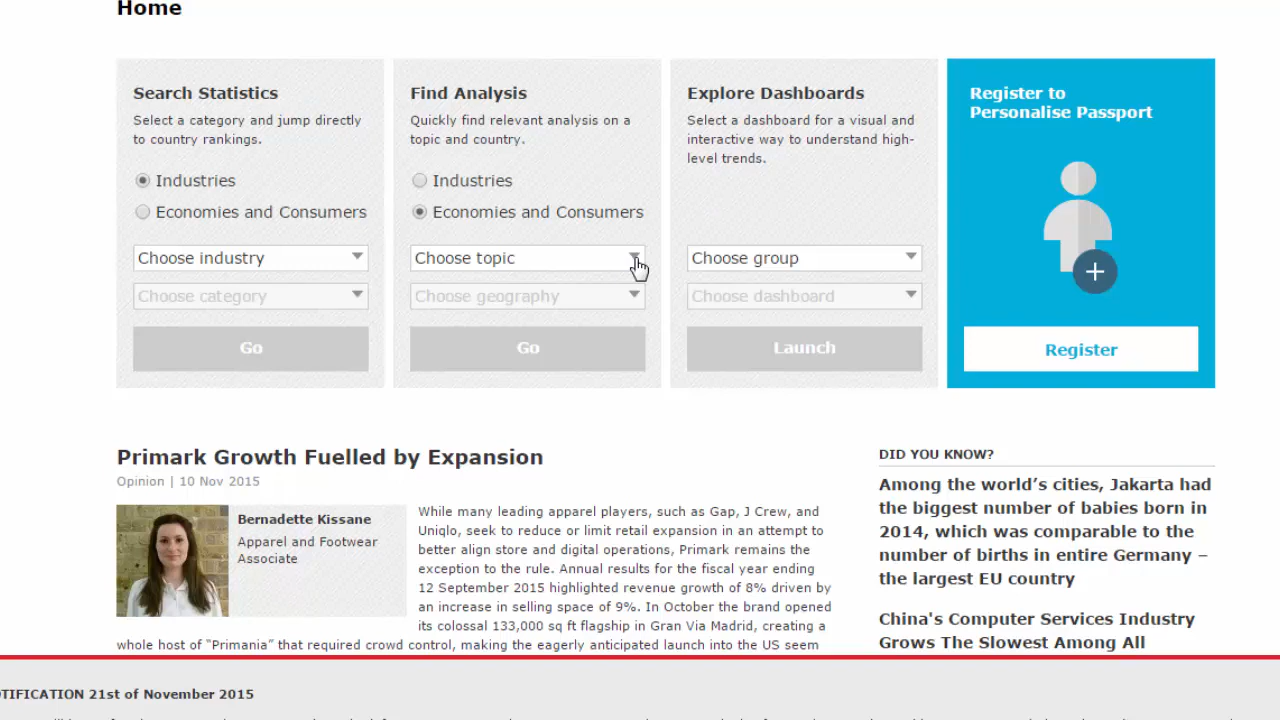 Home
Search Statistics
Select a category and jump directly
to country rankings.
Industries
Economies and Consumers
Choose industry
Choose category
Go
Find Analysis
Quickly find relevant analysis on a
topic and country.
Industries
Economies and Consumers
Choose topic
Choose geography
Go
Explore Dashboards
Select a dashboard for a visual and
interactive way to understand high-
level trends.
Choose group
Choose dashboard
Launch
Register to
Personalise Passport
Register
Primark Growth Fuelled by Expansion
Opinion | 10 Nov 2015
Bernadette Kissane
Apparel and Footwear
Associate
While many leading apparel players, such as Gap, J Crew, and
Uniqlo, seek to reduce or limit retail expansion in an attempt to
better align store and digital operations, Primark remains the
exception to the rule. Annual results for the fiscal year ending
12 September 2015 highlighted revenue growth of 8% driven by
an increase in selling space of 9%. In October the brand opened
its colossal 133,000 sq ft flagship in Gran Via Madrid, creating a
whole host of “Primania” that required crowd control, making the eagerly anticipated launch into the US seem
DID YOU KNOW?
Among the world’s cities, Jakarta had
the biggest number of babies born in
2014, which was comparable to the
number of births in entire Germany –
the largest EU country
China's Computer Services Industry
Grows The Slowest Among All
OTIFICATION 21st of November 2015